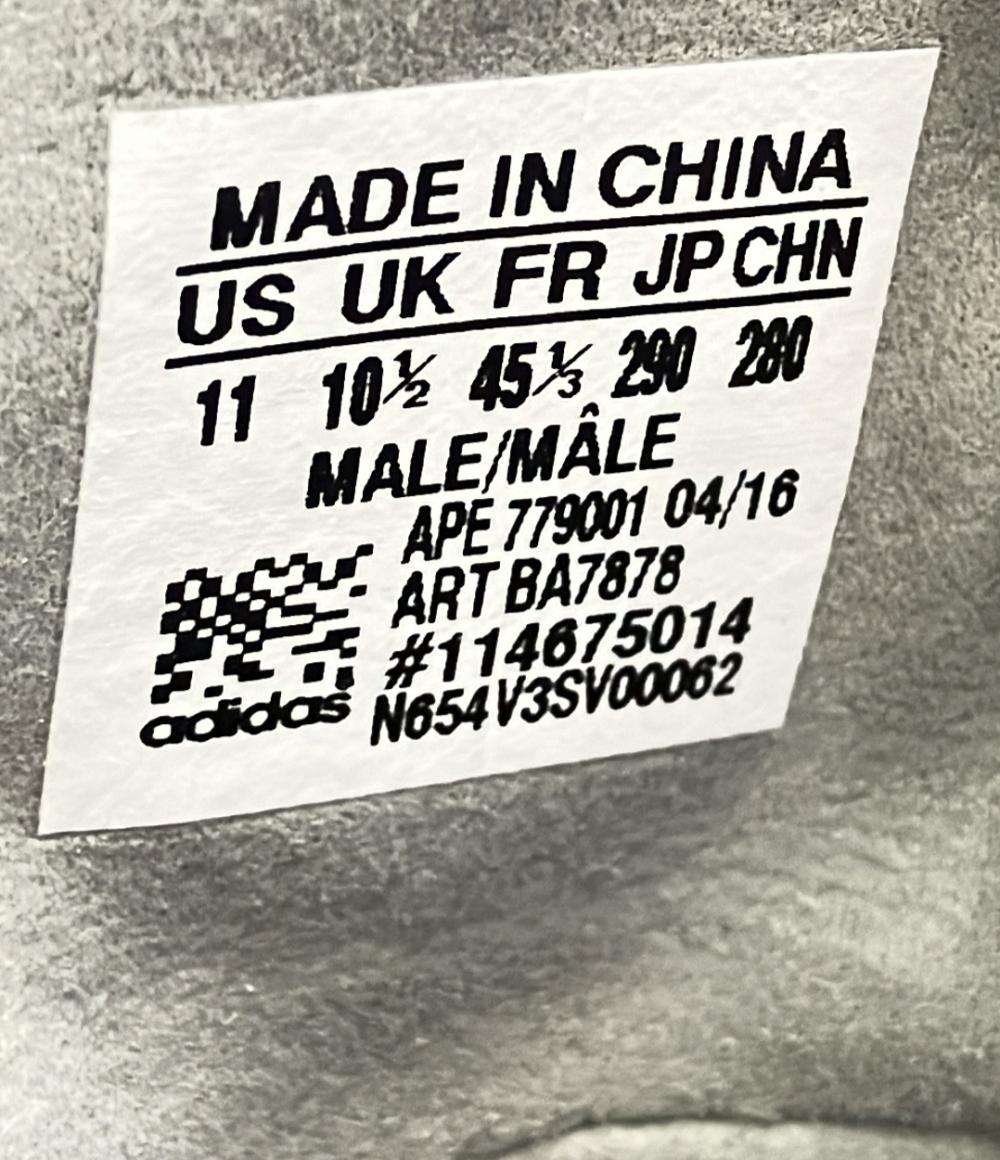 MADE IN CHINA
US UK FR JP CHN
11 10½ 45⅓ 290 280
MALE/MÂLE
APE 779001 04/16
ART BA7878
#114675014
adidas N654V3SV00062